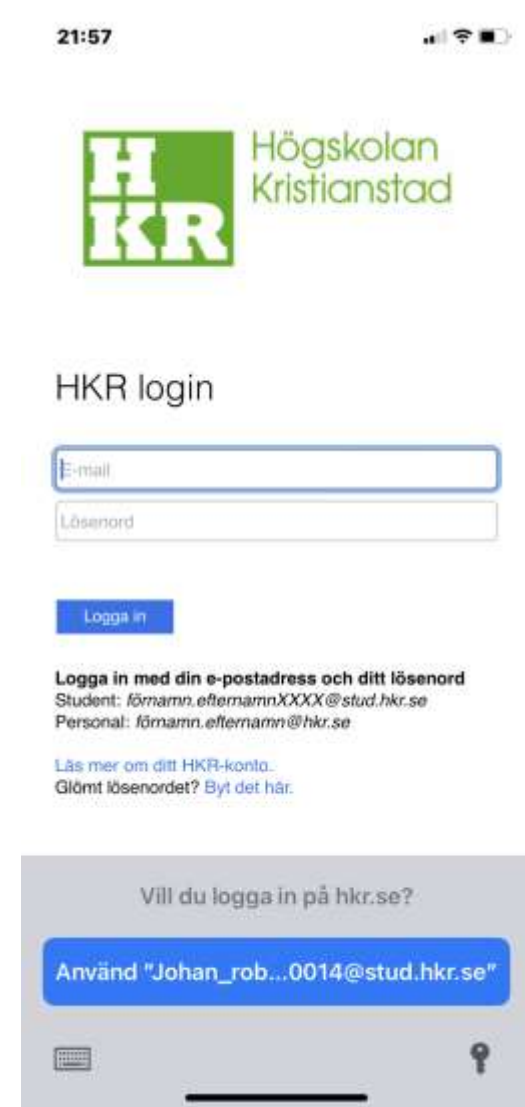 21:57
H
KR
Högskolan
Kristianstad
HKR login
E-mail
Lösenord
Logga in
Logga in med din e-postadress och ditt lösenord
Student: förnamn.efternamnXXXX@stud.hkr.se
Personal: förnamn.efternamn@hkr.se
Läs mer om ditt HKR-konto.
Glömt lösenordet? Byt det här.
Vill du logga in på hkr.se?
Använd "Johan_rob...0014@stud.hkr.se"